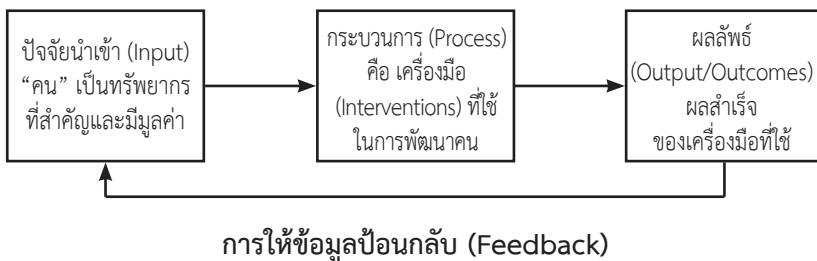 ปัจจัยนำเข้า (Input)
“คน” เป็นทรัพยากร
ที่สำคัญและมีมูลค่า
กระบวนการ (Process)
คือ เครื่องมือ
(Interventions) ที่ใช้
ในการพัฒนาคน
ผลลัพธ์
(Output/Outcomes)
ผลสำเร็จ
ของเครื่องมือที่ใช้
การให้ข้อมูลป้อนกลับ (Feedback)